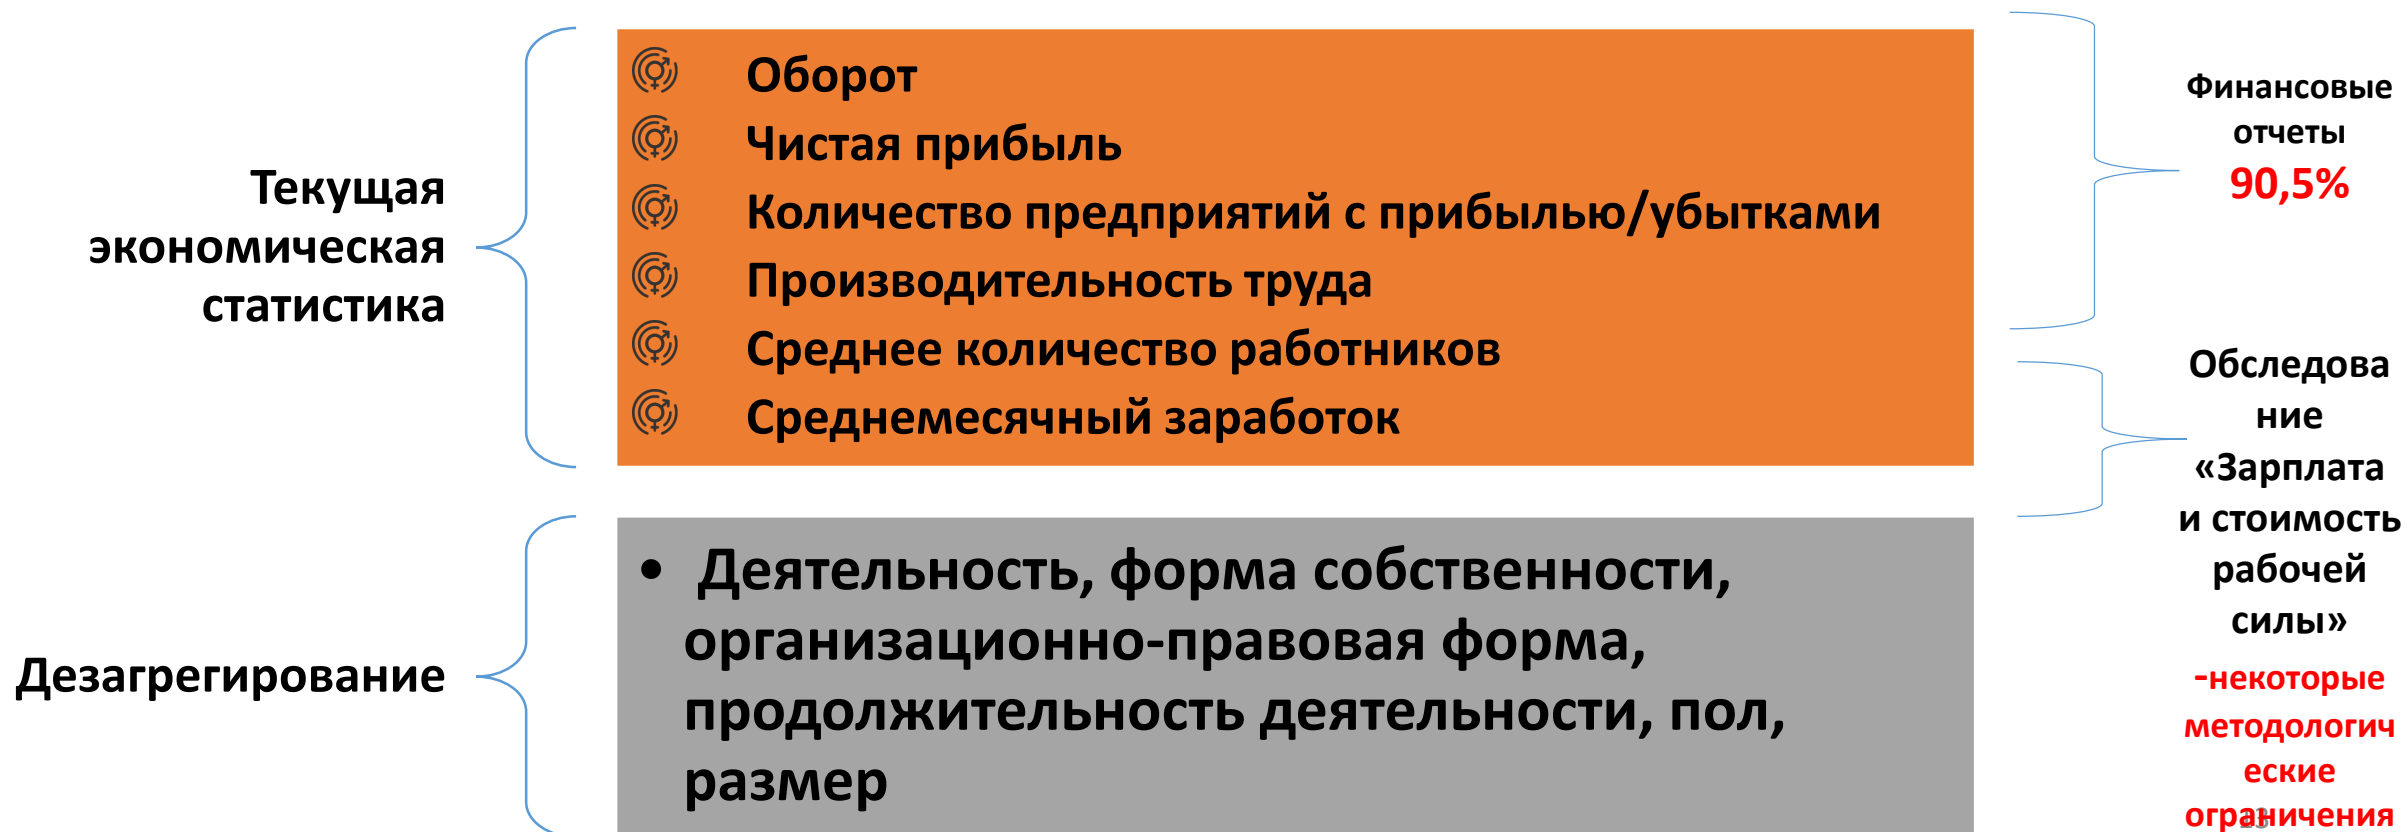 Текущая
экономическая
статистика
Оборот
Чистая прибыль
Количество предприятий с прибылью/убытками
Производительность труда
Среднее количество работников
Среднемесячный заработок
Финансовые
отчеты
90,5%
Обследова
ние
«Зарплата
и стоимость
рабочей
силы»
-некоторые
методологич
еские
ограничения
Дезагрегирование
• Деятельность, форма собственности,
организационно-правовая форма,
продолжительность деятельности, пол,
размер